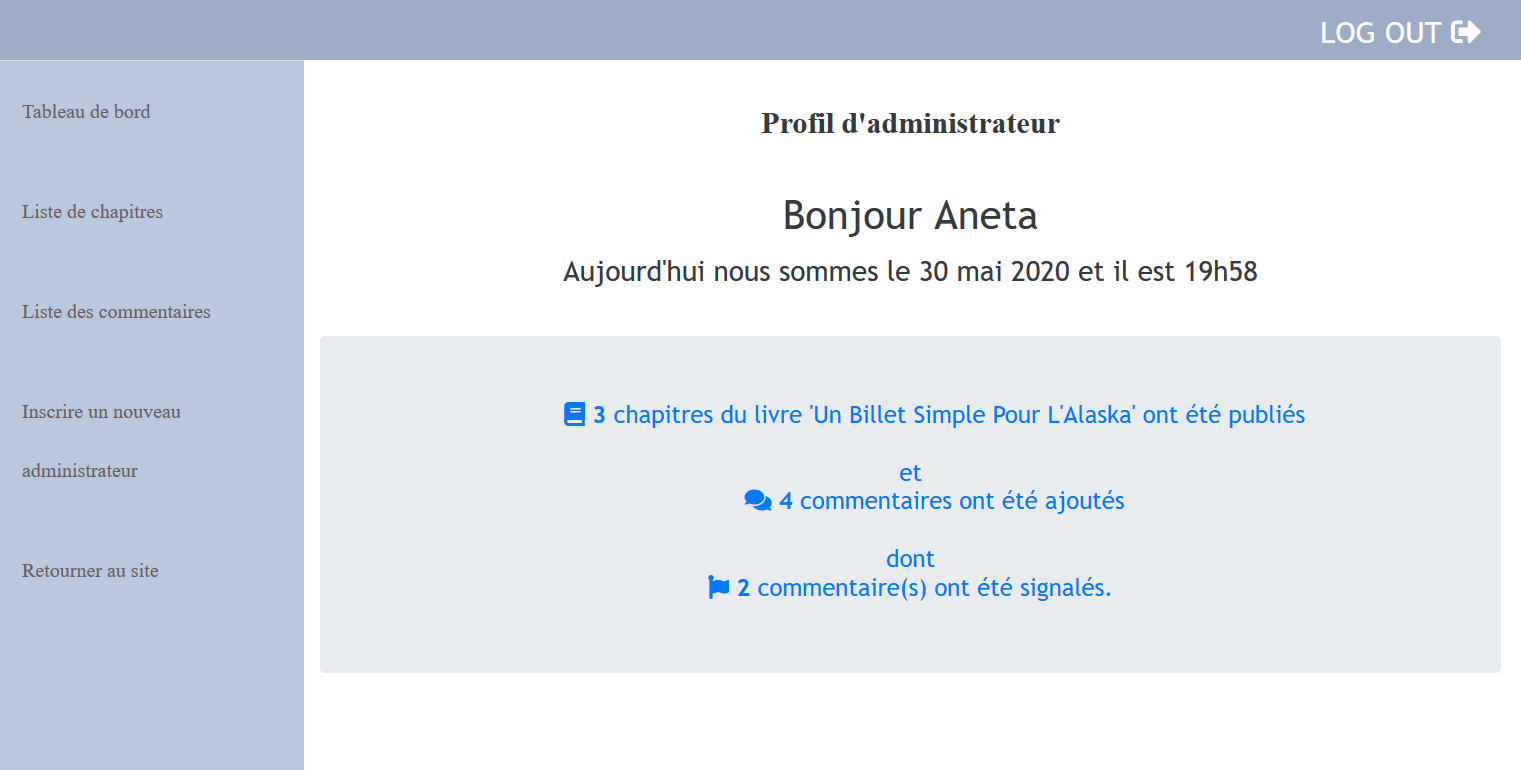 LOG OUT
Tableau de bord
Liste de chapitres
Liste des commentaires
Inscrire un nouveau
administrateur
Retourner au site
Profil d'administrateur
Bonjour Aneta
Aujourd'hui nous sommes le 30 mai 2020 et il est 19h58
3 chapitres du livre 'Un Billet Simple Pour L'Alaska' ont été publiés
et
4 commentaires ont été ajoutés
dont
2 commentaire(s) ont été signalés.